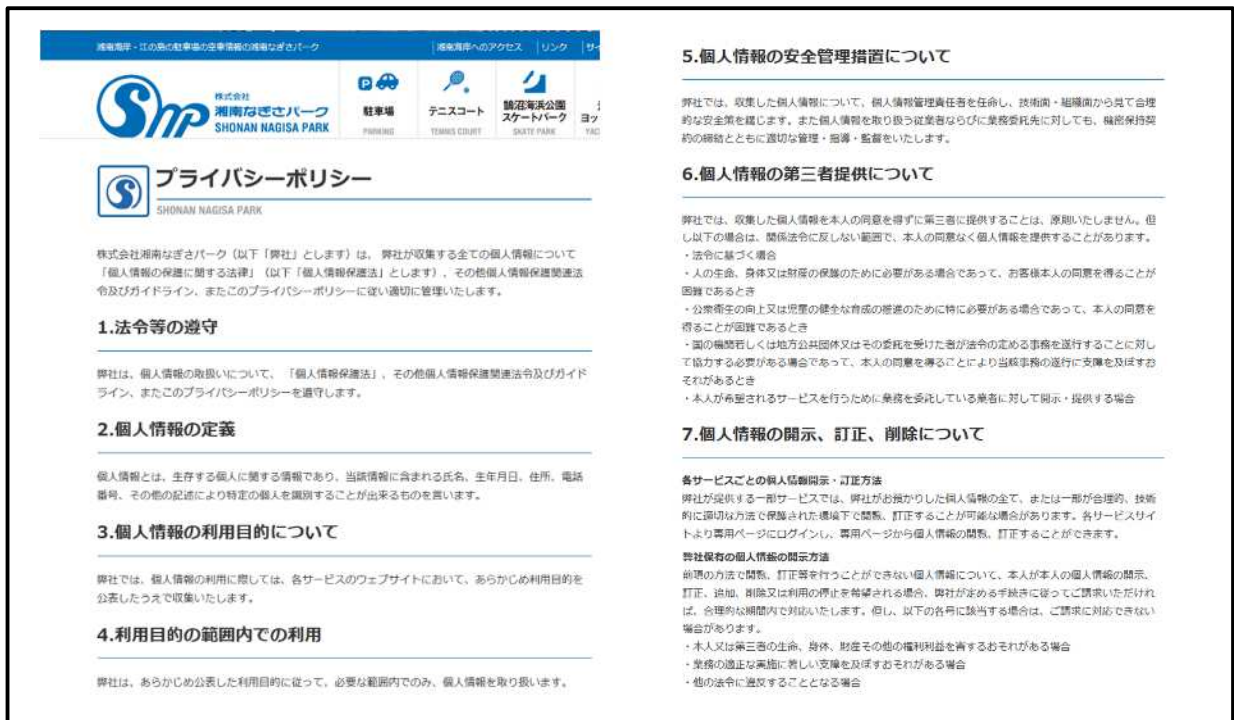 湘南海岸・江の島の駐車場の空車情報の湘南なぎさパーク
湘南海岸へのアクセス
リンク
サイ
株式会社
湘南なぎさパーク
SHONAN NAGISA PARK
駐車場
PARKING
テニスコート
TENNIS COURT
鵠沼海浜公園
スケートパーク
SKATE PARK
ヨッ
YAC
プライバシーポリシー
SHONAN NAGISA PARK
株式会社湘南なぎさパーク（以下「弊社」とします）は、 弊社が収集する全ての個人情報について
「個人情報の保護に関する法律」（以下「個人情報保護法」とします）、その他個人情報保護関連法
令及びガイドライン、またこのプライバシーポリシーに従い適切に管理いたします。
1.法令等の遵守
弊社は、個人情報の取扱いについて、 「個人情報保護法」、その他個人情報保護関連法令及びガイド
ライン、またこのプライバシーポリシーを遵守します。
2.個人情報の定義
個人情報とは、生存する個人に関する情報であり、当該情報に含まれる氏名、生年月日、住所、電話
番号、その他の記述により特定の個人を識別することが出来るものを言います。
3.個人情報の利用目的について
弊社では、個人情報の利用に際しては、各サービスのウェブサイトにおいて、あらかじめ利用目的を
公表したうえで収集いたします。
4.利用目的の範囲内での利用
弊社は、あらかじめ公表した利用目的に従って、必要な範囲内でのみ、個人情報を取り扱います。
5.個人情報の安全管理措置について
弊社では、収集した個人情報について、個人情報管理責任者を任命し、技術面・組織面から見て合理
的な安全策を講じます。また個人情報を取り扱う従業者ならびに業務委託先に対しても、機密保持契
約の締結とともに適切な管理・指導・監督をいたします。
6.個人情報の第三者提供について
弊社では、収集した個人情報を本人の同意を得ずに第三者に提供することは、原則いたしません。但
し以下の場合は、関係法令に反しない範囲で、本人の同意なく個人情報を提供することがあります。
・法令に基づく場合
・人の生命、身体又は財産の保護のために必要がある場合であって、お客様本人の同意を得ることが
困難であるとき
・公衆衛生の向上又は児童の健全な育成の推進のために特に必要がある場合であって、本人の同意を
得ることが困難であるとき
・国の機関若しくは地方公共団体又はその委託を受けた者が法令の定める事務を遂行することに対し
て協力する必要がある場合であって、本人の同意を得ることにより当該事務の遂行に支障を及ぼすお
それがあるとき
・本人が希望されるサービスを行うために業務を委託している業者に対して開示・提供する場合
7.個人情報の開示、訂正、削除について
各サービスごとの個人情報開示・訂正方法
弊社が提供する一部サービスでは、弊社がお預かりした個人情報の全て、または一部が合理的、技術
的に適切な方法で保護された環境下で閲覧、訂正することが可能な場合があります。各サービスサイ
トより専用ページにログインし、専用ページから個人情報の閲覧、訂正することができます。
弊社保有の個人情報の開示方法
前項の方法で閲覧、訂正等を行うことができない個人情報について、本人が本人の個人情報の開示、
訂正、追加、削除又は利用の停止を希望される場合、弊社が定める手続きに従ってご請求いただけれ
ば、合理的な期間内で対応いたします。但し、以下の各号に該当する場合は、ご請求に対応できない
場合があります。
・本人又は第三者の生命、身体、財産その他の権利利益を害するおそれがある場合
・業務の適正な実施に著しい支障を及ぼすおそれがある場合
・他の法令に違反することとなる場合